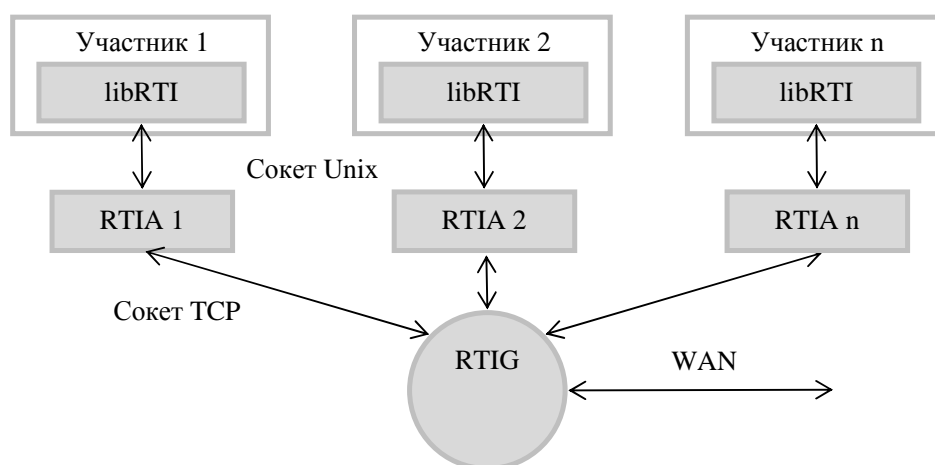 Участник 1
Участник 2
Участник n
libRTI
libRTI
libRTI
Сокет Unix
RTIA 1
RTIA 2
RTIA n
Сокет TCP
RTIG
WAN